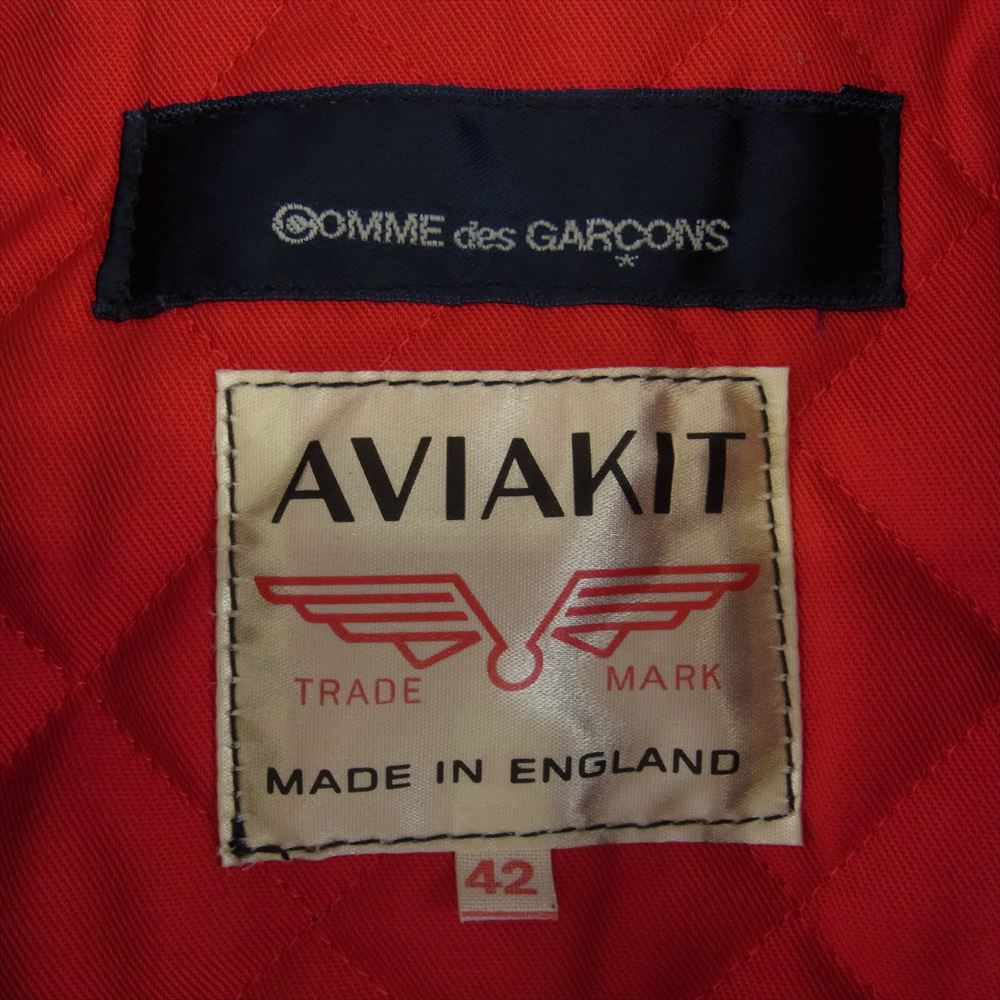 COMME des GARÇONS
*
AVIAKIT
TRADE MARK
MADE IN ENGLAND
42